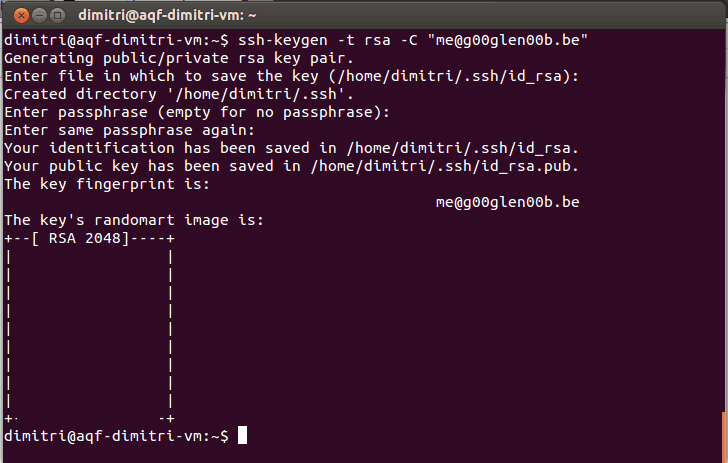 dimitri@aqf-dimitri-vm: ~
dimitri@aqf-dimitri-vm:~$ ssh-keygen -t rsa -C "me@g00glen00b.be"
Generating public/private rsa key pair.
Enter file in which to save the key (/home/dimitri/.ssh/id_rsa):
Created directory '/home/dimitri/.ssh'.
Enter passphrase (empty for no passphrase):
Enter same passphrase again:
Your identification has been saved in /home/dimitri/.ssh/id_rsa.
Your public key has been saved in /home/dimitri/.ssh/id_rsa.pub.
The key fingerprint is:
me@g00glen00b.be
The key's randomart image is:
+--[ RSA 2048]----+
|                 |
|                 |
|                 |
|                 |
|                 |
|                 |
|                 |
|                 |
|                 |
+-               -+
dimitri@aqf-dimitri-vm:~$